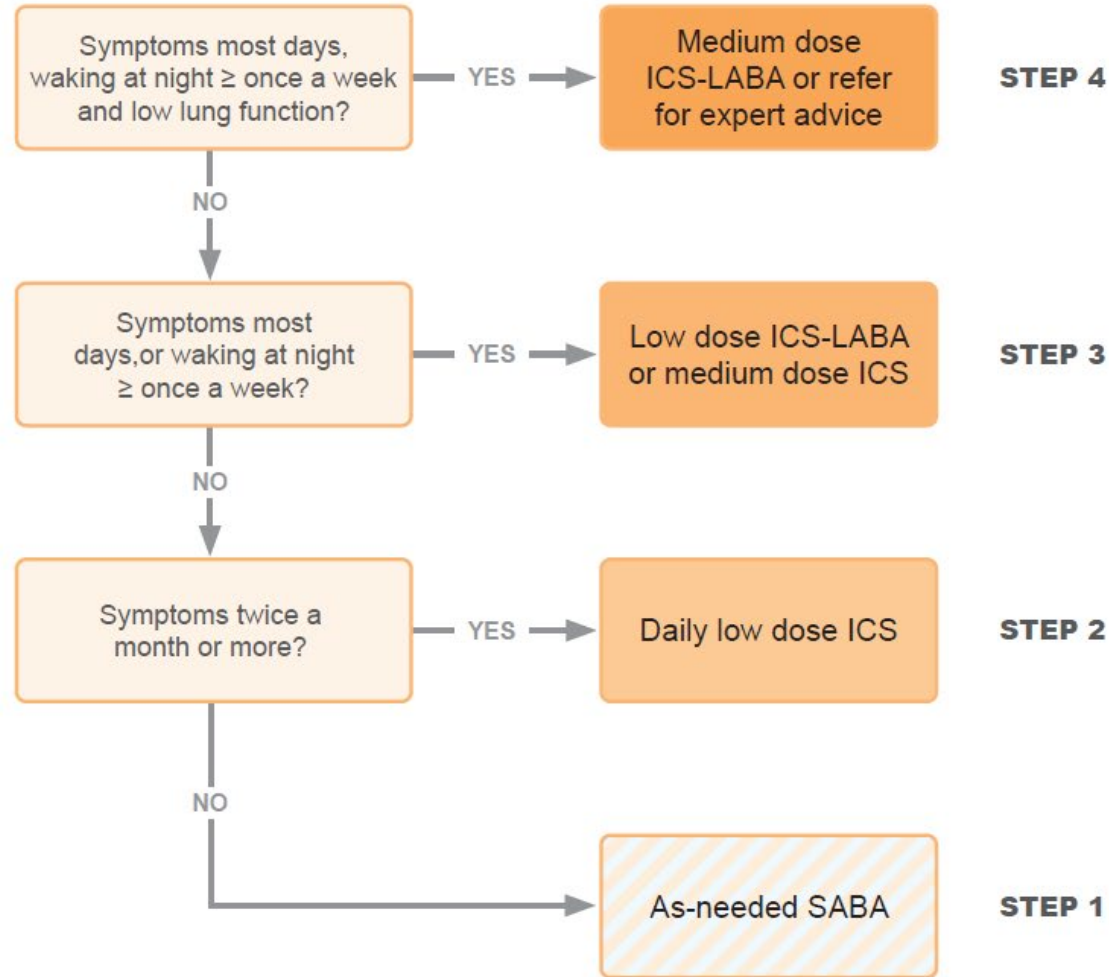 Symptoms most days,
waking at night ≥ once a week
and low lung function?
YES
Medium dose
ICS-LABA or refer
for expert advice
STEP 4
NO
Symptoms most
days,or waking at night
≥ once a week?
YES
Low dose ICS-LABA
or medium dose ICS
STEP 3
NO
Symptoms twice a
month or more?
YES
Daily low dose ICS
STEP 2
NO
As-needed SABA
STEP 1